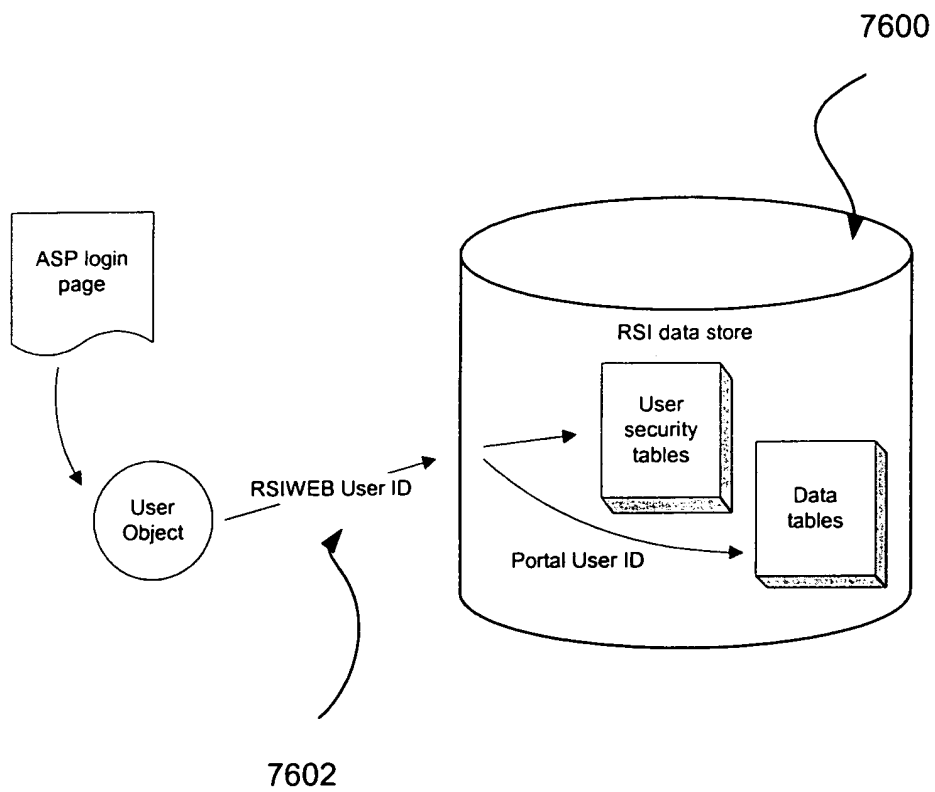 7600
ASP login
page
RSI data store
User
security
tables
RSIWEB User ID
User
Object
Data
tables
Portal User ID
7602